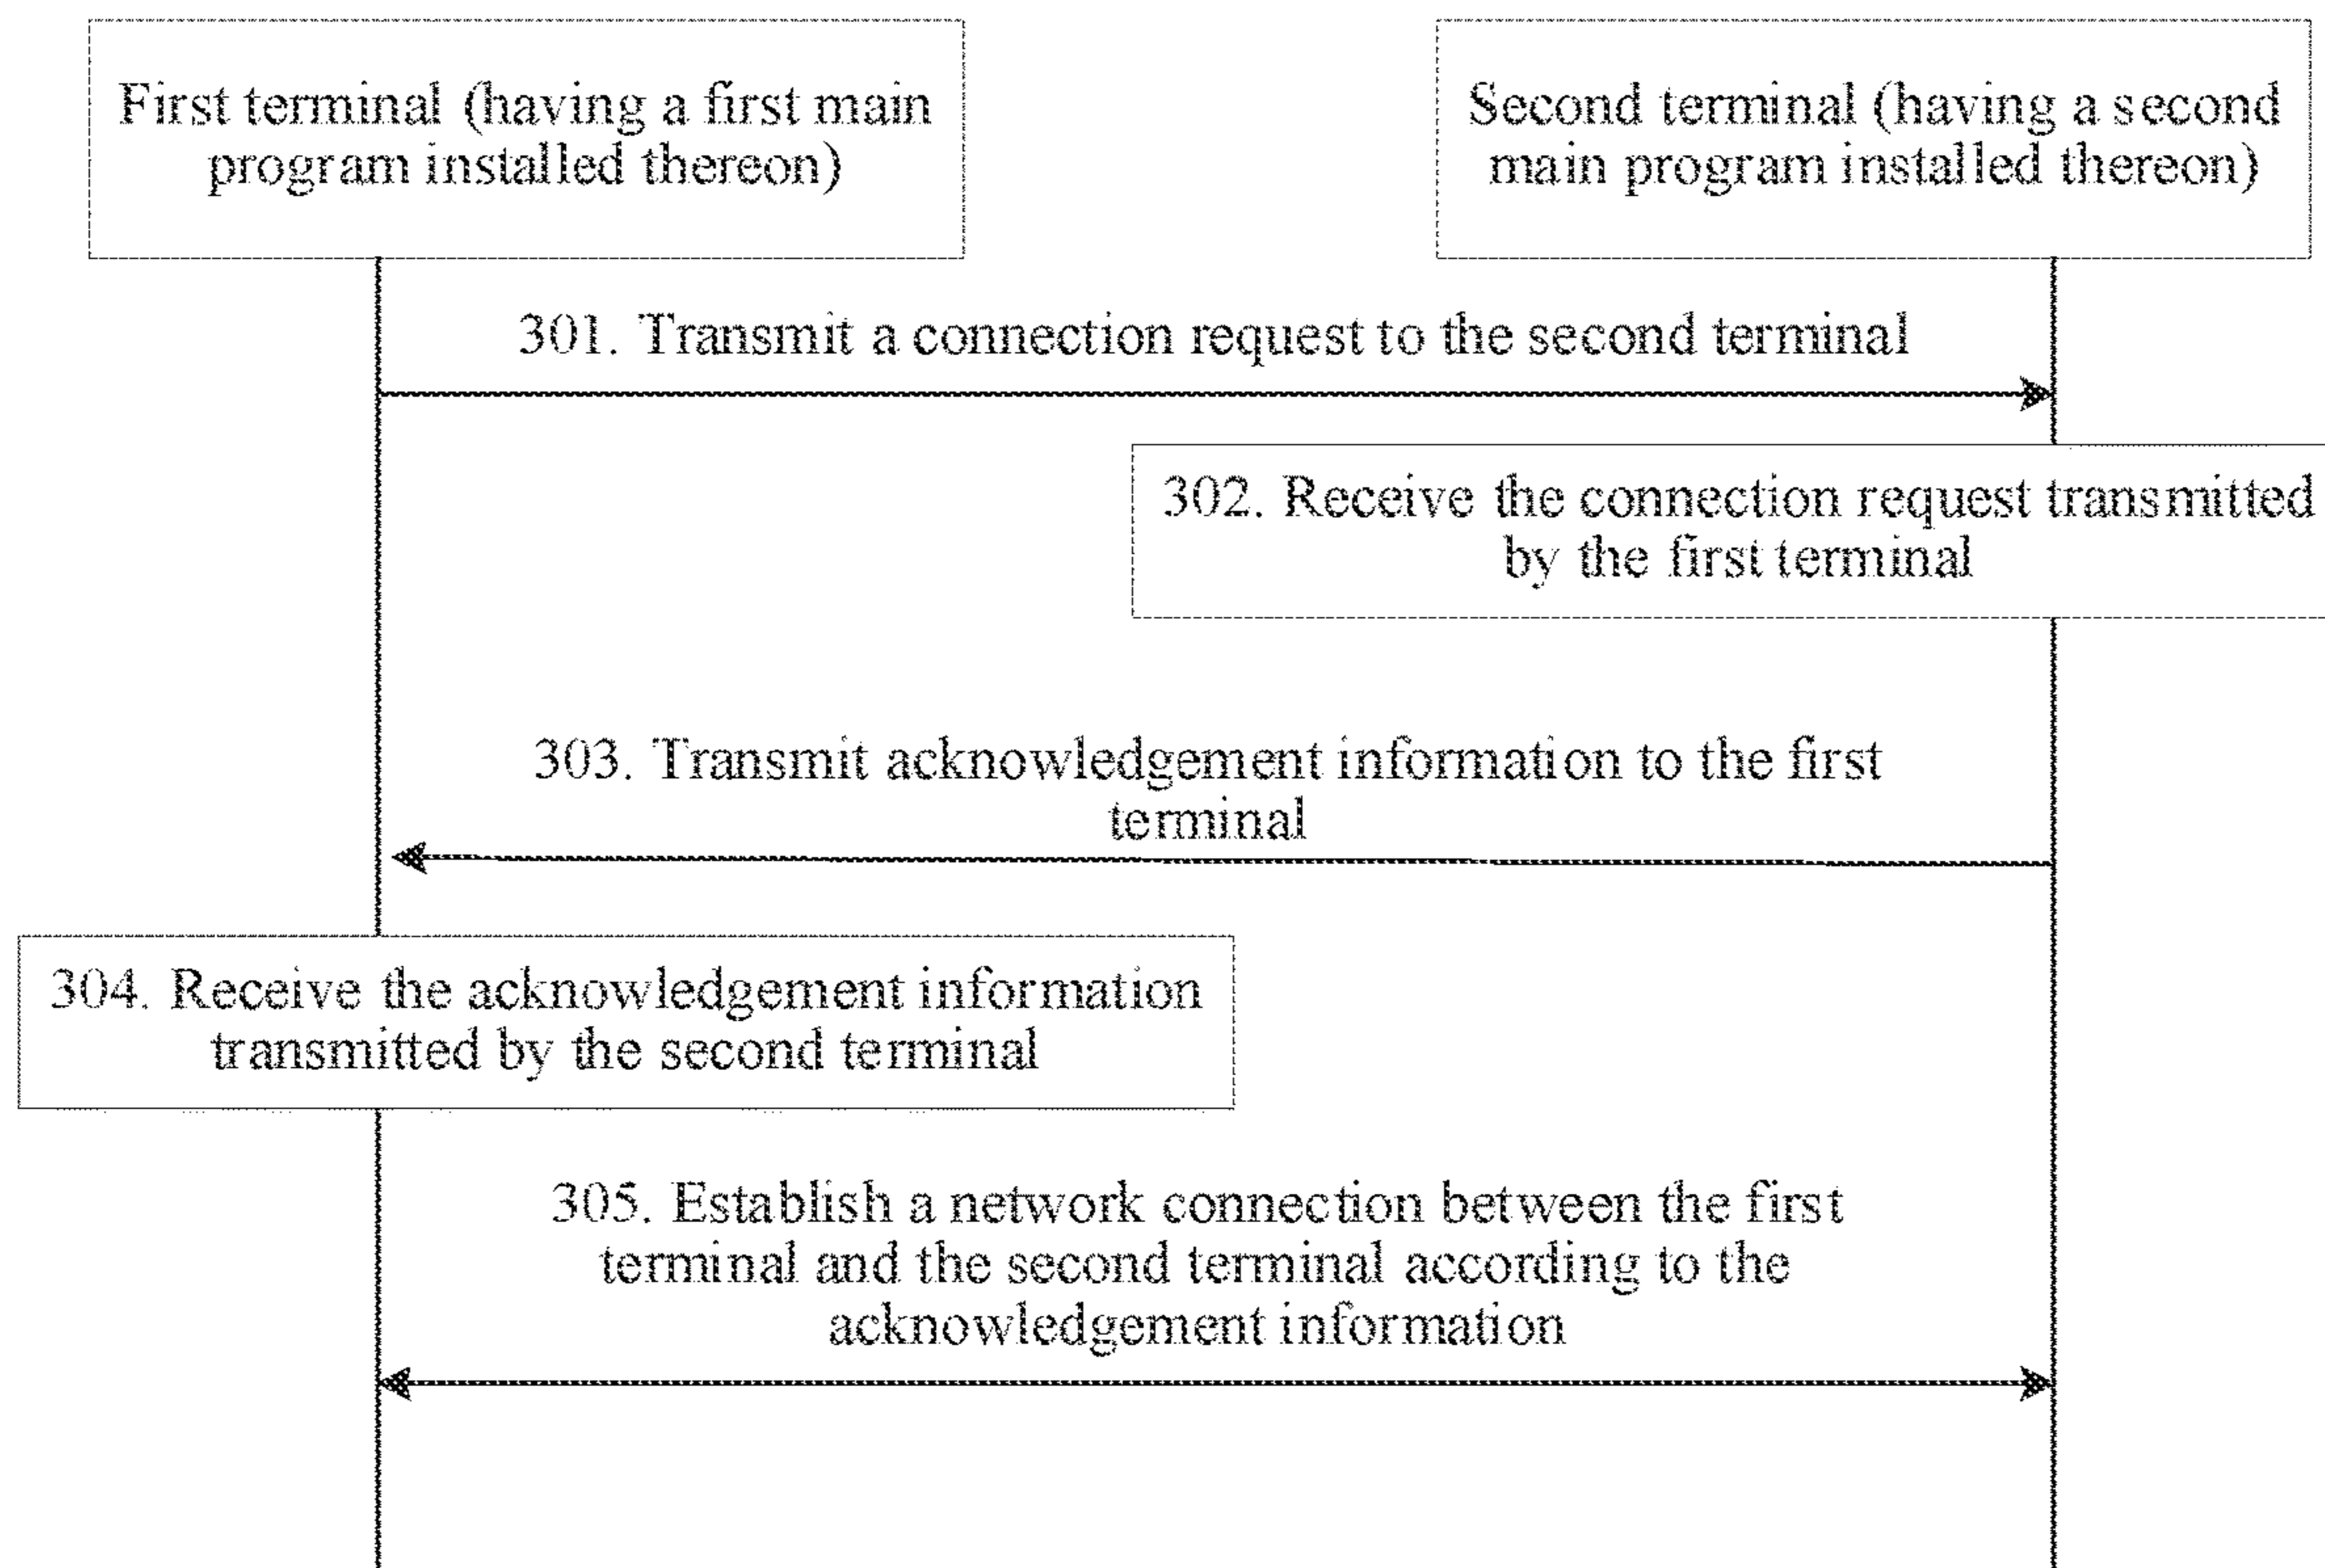 First terminal (having a first main
program installed thereon)
Second terminal (having a second
main program installed thereon)
301. Transmit a connection request to the second terminal
302. Receive the connection request transmitted
by the first terminal
303. Transmit acknowledgement information to the first
terminal
304. Receive the acknowledgement information
transmitted by the second terminal
305. Establish a network connection between the first
terminal and the second terminal according to the
acknowledgement information